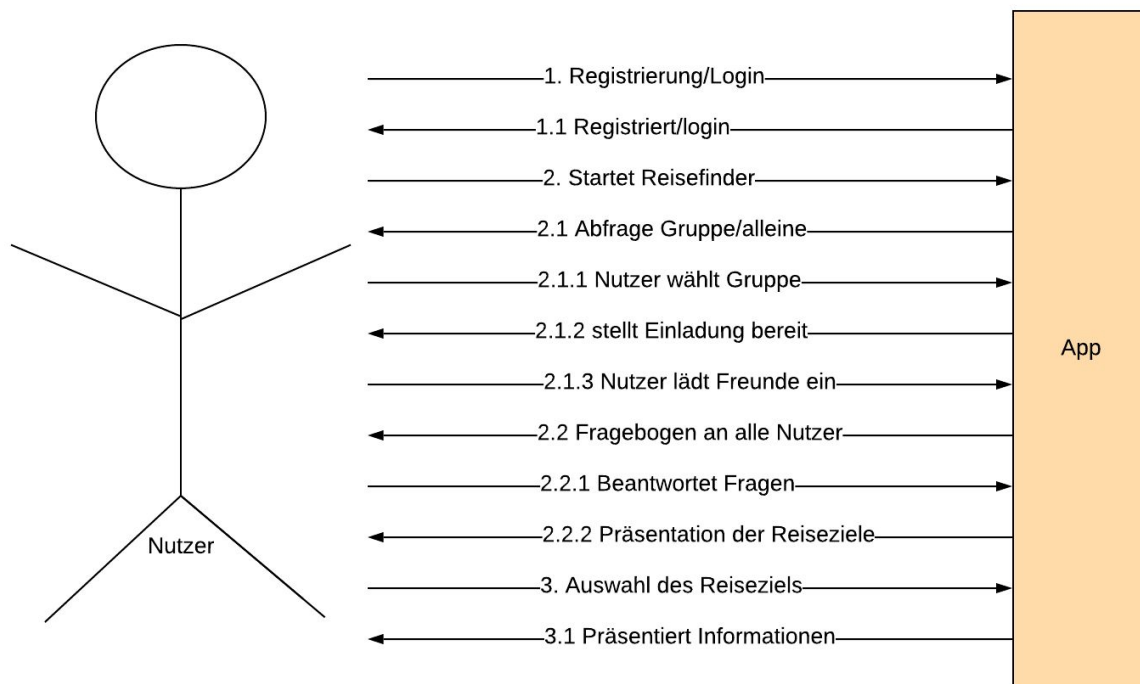 1. Registrierung/Login
1.1 Registriert/login
2. Startet Reisefinder
2.1 Abfrage Gruppe/alleine
2.1.1 Nutzer wählt Gruppe
2.1.2 stellt Einladung bereit
2.1.3 Nutzer lädt Freunde ein
2.2 Fragebogen an alle Nutzer
2.2.1 Beantwortet Fragen
2.2.2 Präsentation der Reiseziele
3. Auswahl des Reiseziels
3.1 Präsentiert Informationen
Nutzer
App